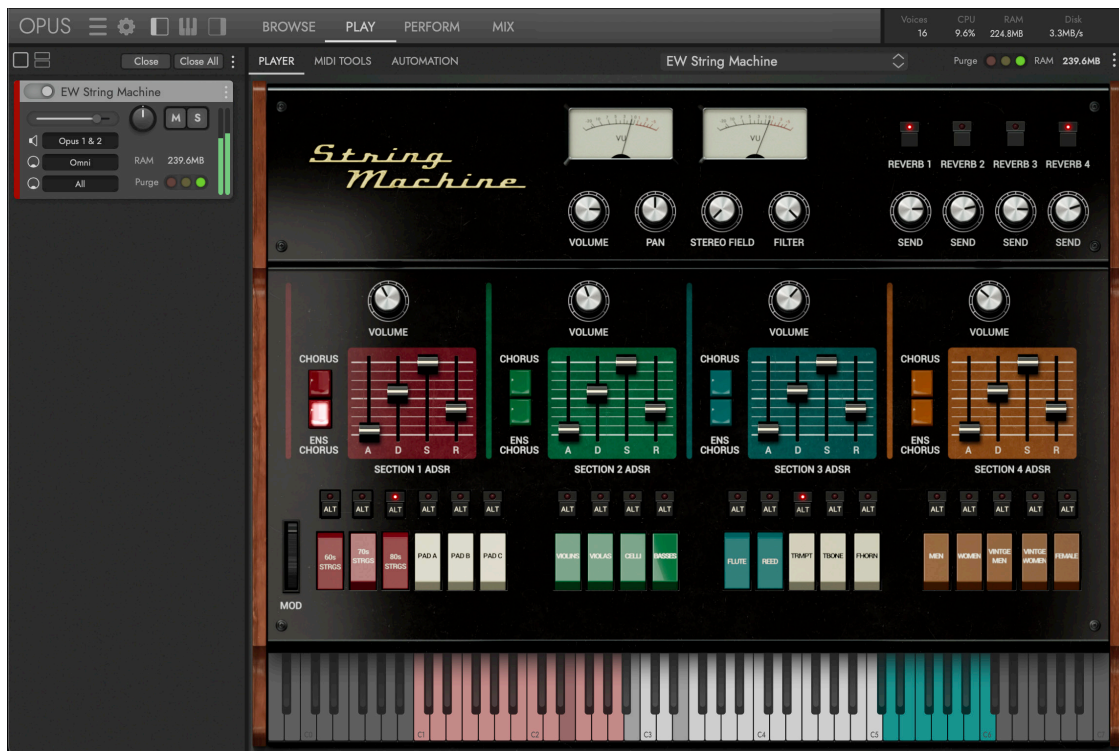 OPUS BROWSE PLAY PERFORM MIX Voices CPU RAM Disk
16 9.6% 224.8MB 3.3MB/s
Close Close All PLAYER MIDI TOOLS AUTOMATION EW String Machine Purge RAM 239.6MB
EW String Machine
M S
Opus 1 & 2
Omni RAM 239.6MB
All Purge
String
Machine
VU VU
REVERB 1 REVERB 2 REVERB 3 REVERB 4
VOLUME PAN STEREO FIELD FILTER SEND SEND SEND SEND
VOLUME VOLUME VOLUME VOLUME
CHORUS CHORUS CHORUS CHORUS
ENS CHORUS A D S R ENS CHORUS A D S R ENS CHORUS A D S R ENS CHORUS A D S R
SECTION 1 ADSR SECTION 2 ADSR SECTION 3 ADSR SECTION 4 ADSR
ALT ALT ALT ALT ALT ALT ALT ALT ALT ALT ALT ALT ALT ALT ALT ALT ALT ALT ALT ALT
60s STRGS 70s STRGS 80s STRGS PAD A PAD B PAD C VIOLINS VIOLAS CELLI BASSES FLUTE REED TRMPT TBONE FHORN MEN WOMEN VINTGE MEN VINTGE WOMEN FEMALE
MOD
C1 C2 C3 C4 C5 C6